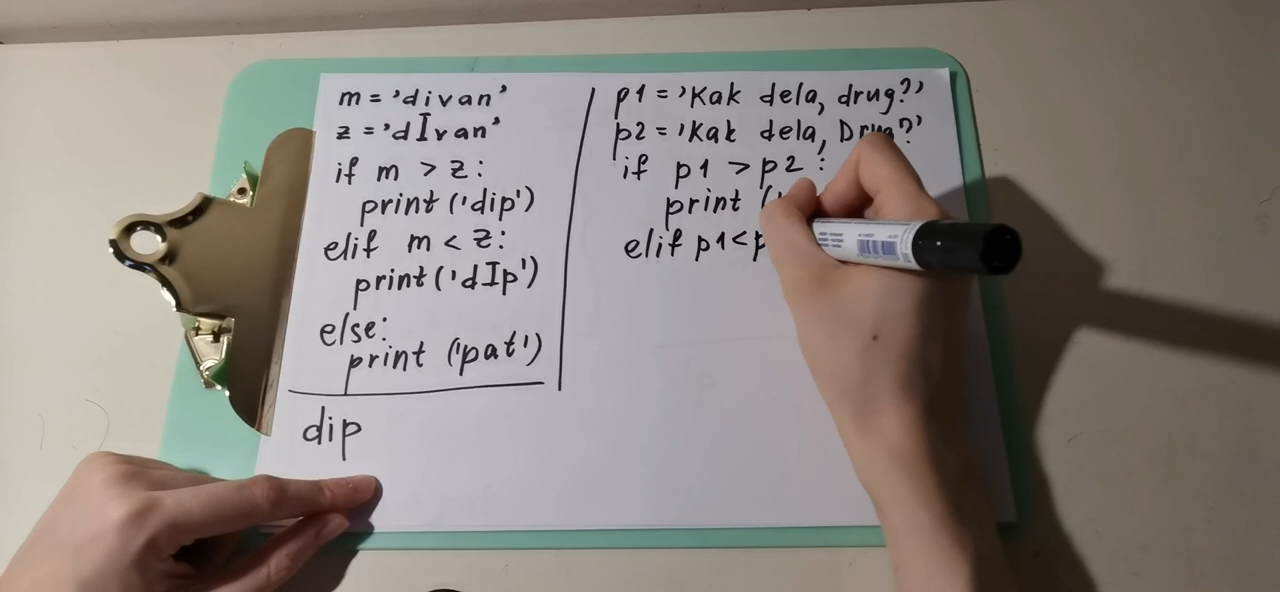 m = 'divan'
z = 'dIvan'
if m > z:
print ('dip')
elif m < z:
print ('dIp')
else:
print ('pat')
dip
p1 = 'Kak dela, drug?'
p2 = 'Kak dela, Drug?'
if p1 > p2 :
print ('
elif p1<p